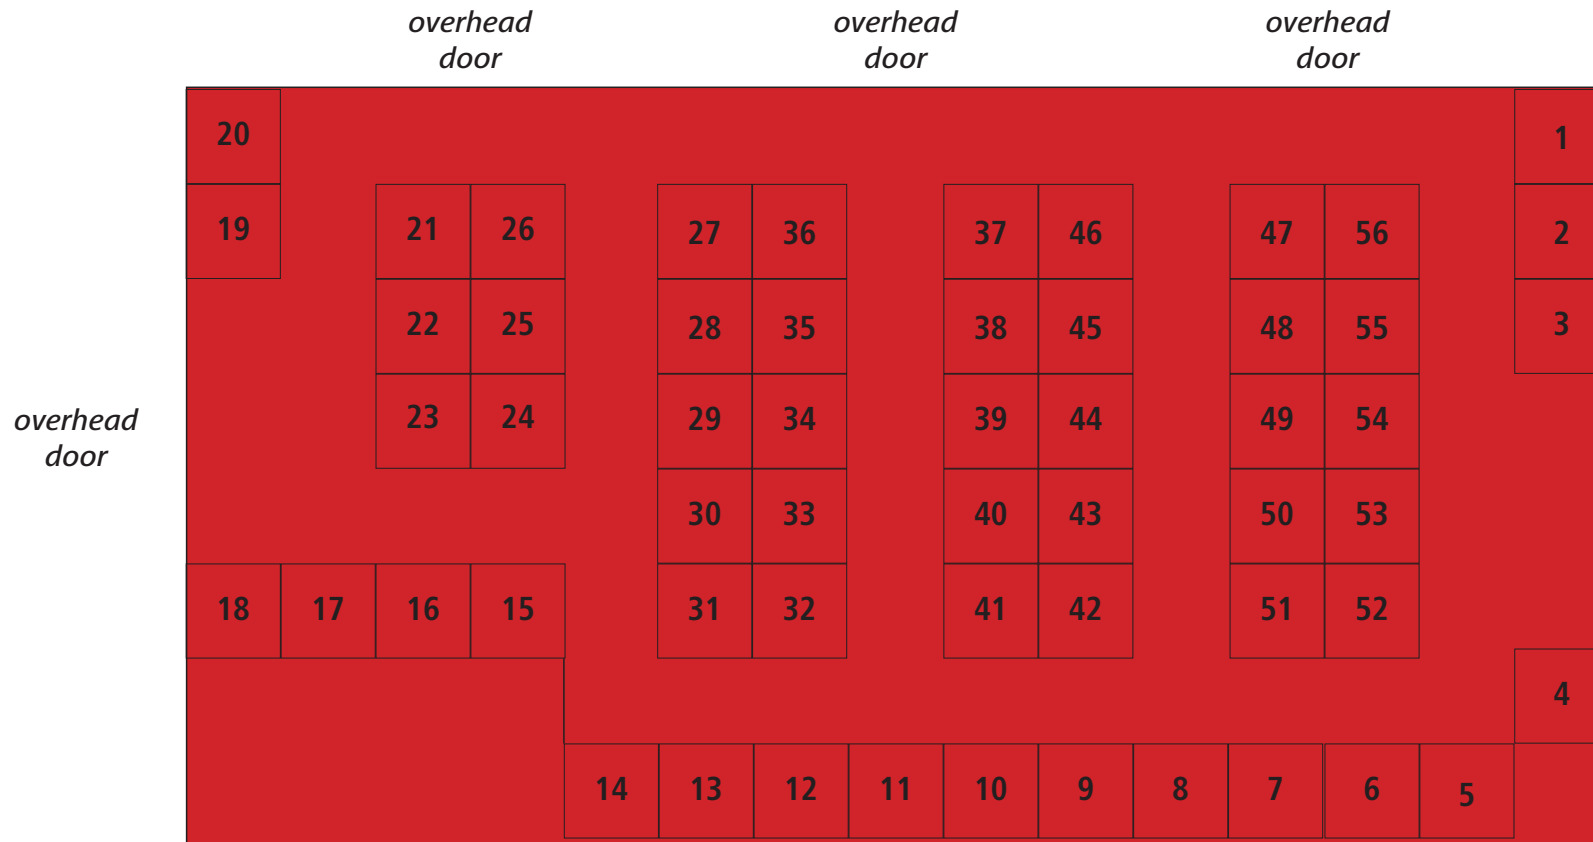 overhead
door
overhead
door
overhead
door
20 1
19 21 26 27 36 37 46 47 56 2
22 25 28 35 38 45 48 55 3
overhead
door
23 24 29 34 39 44 49 54
30 33 40 43 50 53
18 17 16 15 31 32 41 42 51 52
4
14 13 12 11 10 9 8 7 6 5